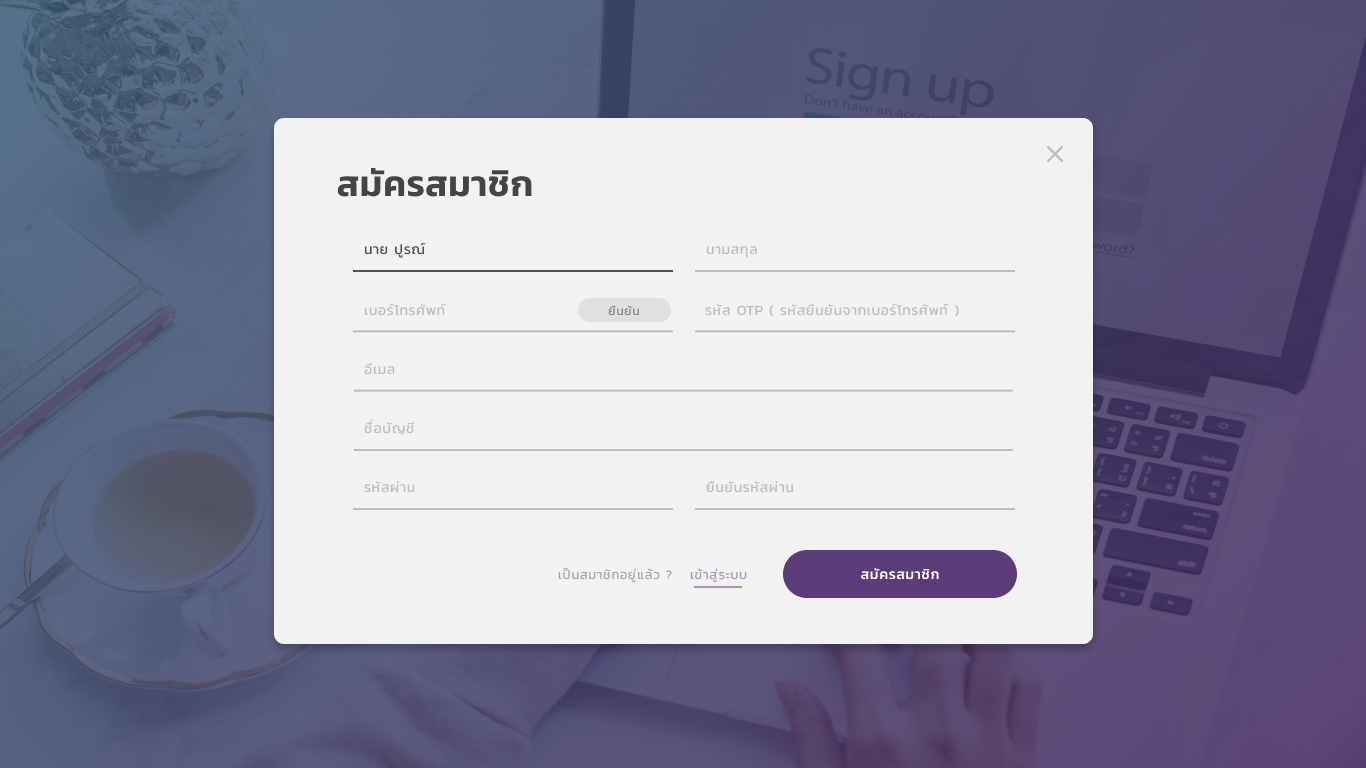 Sign up
Don't have an account?
สมัครสมาชิก
word?
นาย ปูรณ์
นามสกุล
เบอร์โทรศัพท์
ยืนยัน
รหัส OTP ( รหัสยืนยันจากเบอร์โทรศัพท์ )
อีเมล
ชื่อบัญชี
delete
รหัสผ่าน
ยืนยันรหัสผ่าน
return
shift
เป็นสมาชิกอยู่แล้ว ?
เข้าสู่ระบบ
สมัครสมาชิก